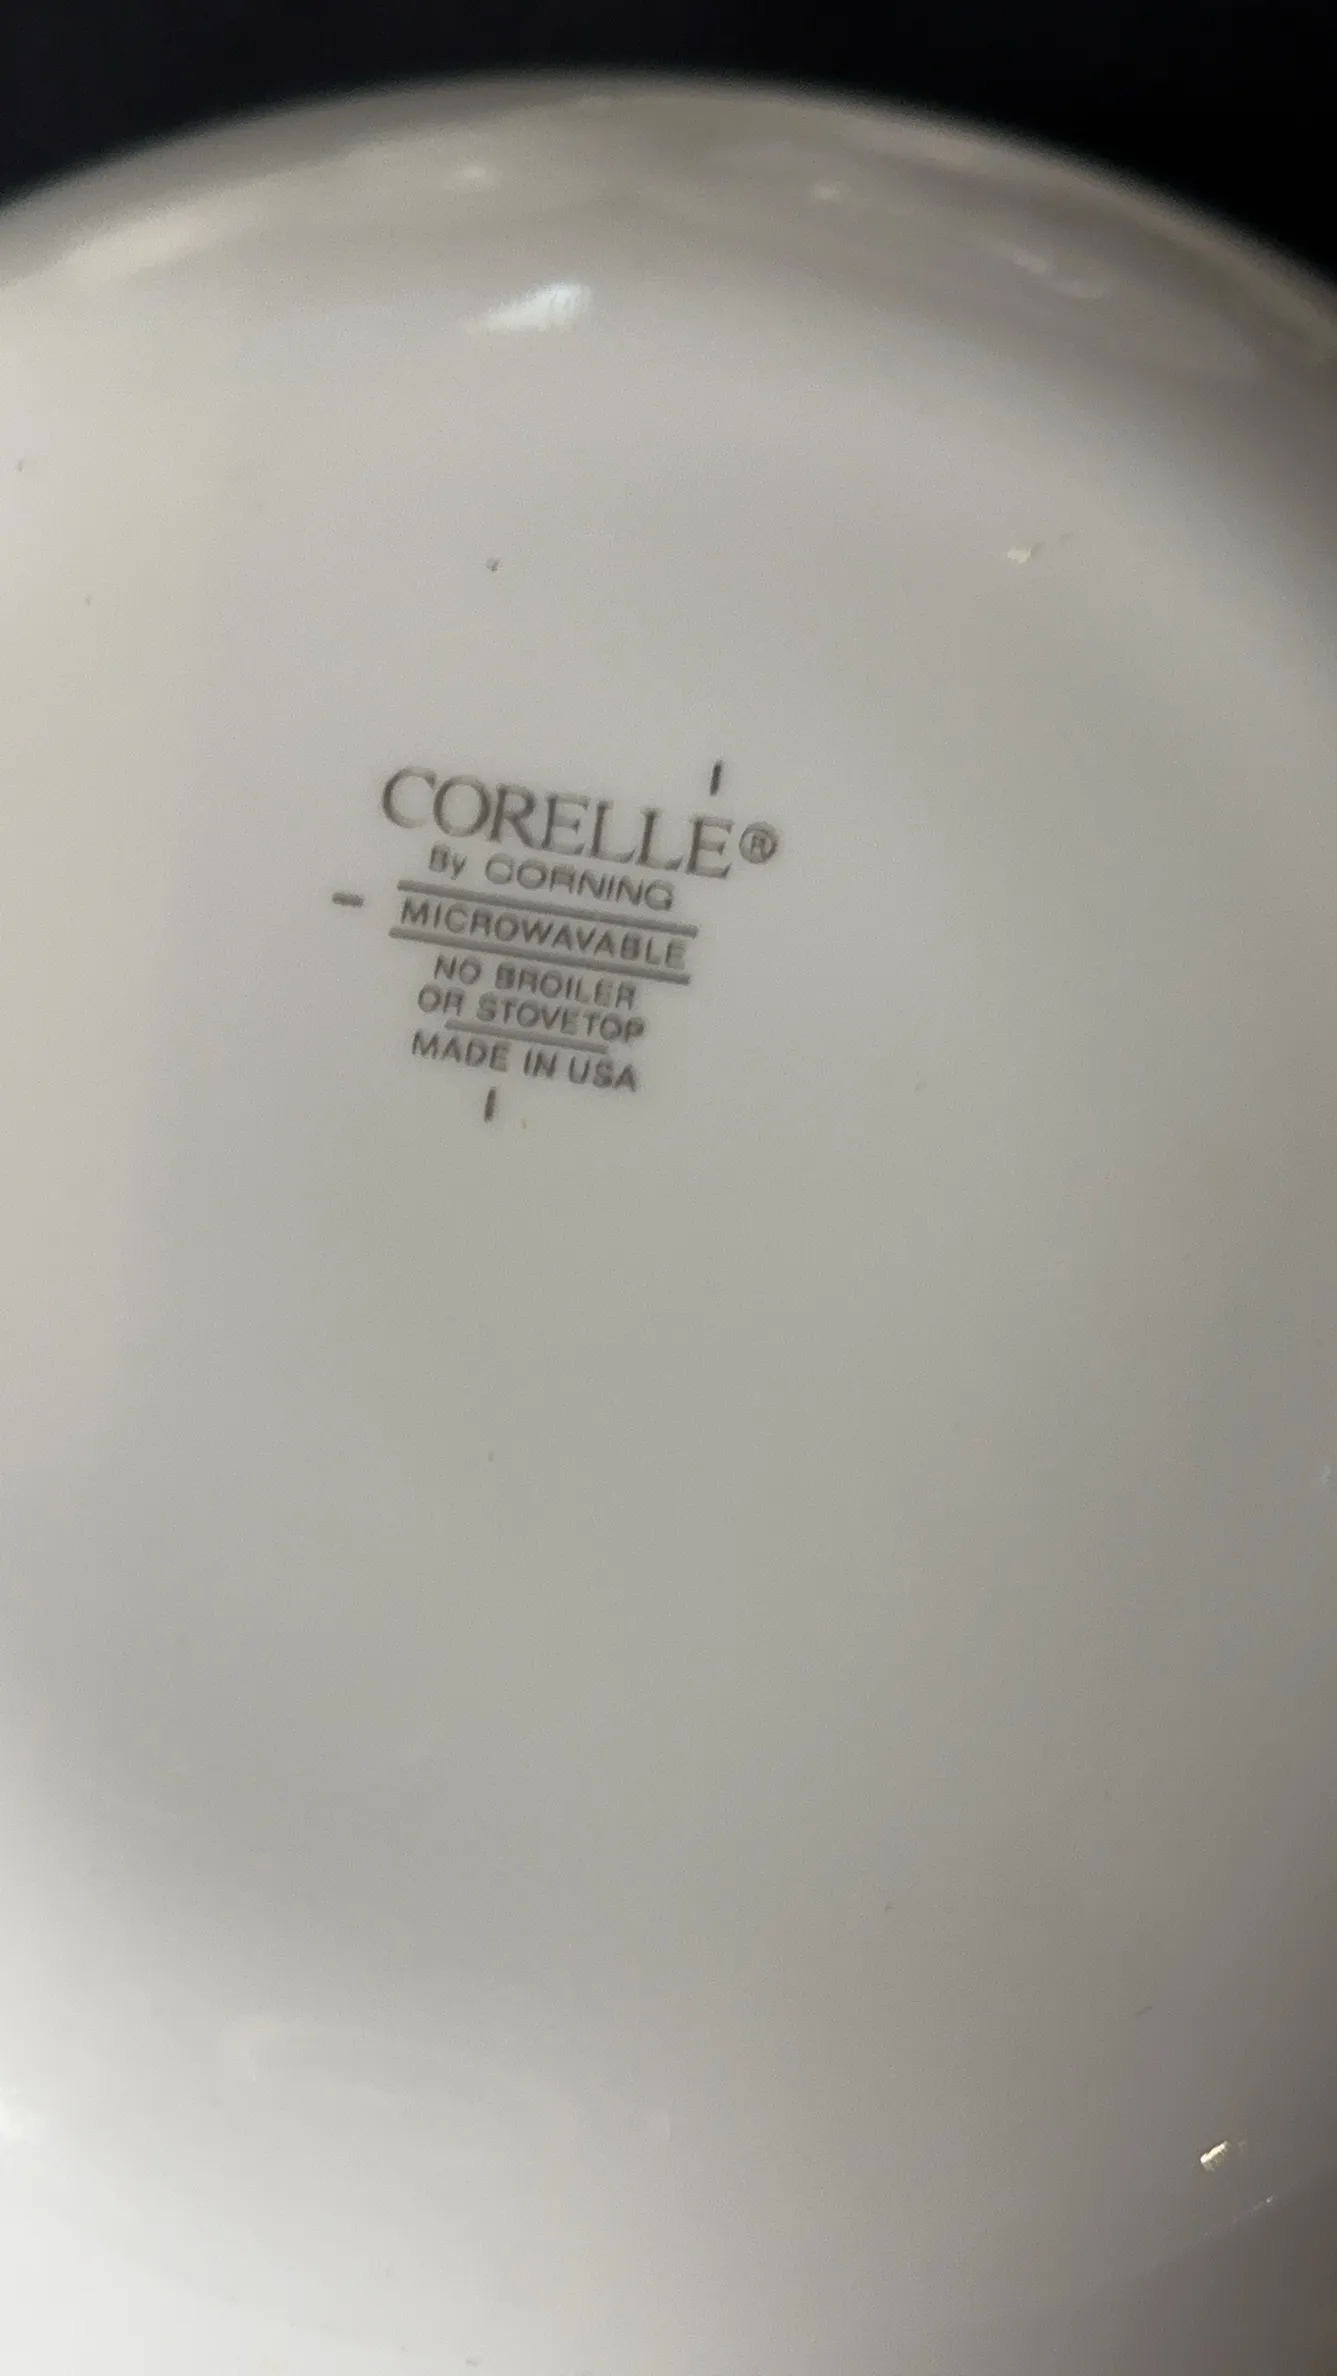 CORELLE®
By CORNING
MICROWAVABLE
NO BROILER
OR STOVETOP
MADE IN USA